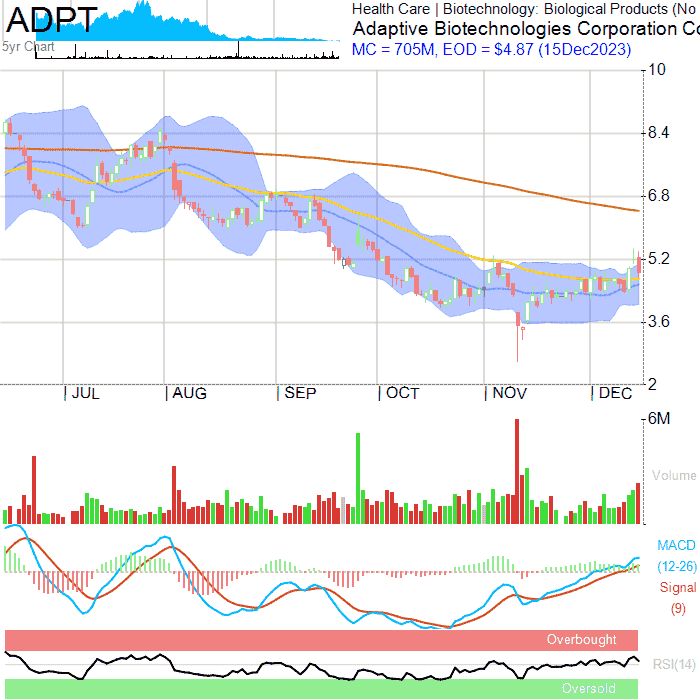 ADPT
5yr Chart
Health Care | Biotechnology: Biological Products (No
Adaptive Biotechnologies Corporation Co
MC = 705M, EOD = $4.87 (15Dec2023)
10
8.4
6.8
5.2
3.6
2
| JUL | AUG | SEP | OCT | NOV | DEC
6M
Volume
MACD
(12-26)
Signal
(9)
Overbought
RSI(14)
Oversold